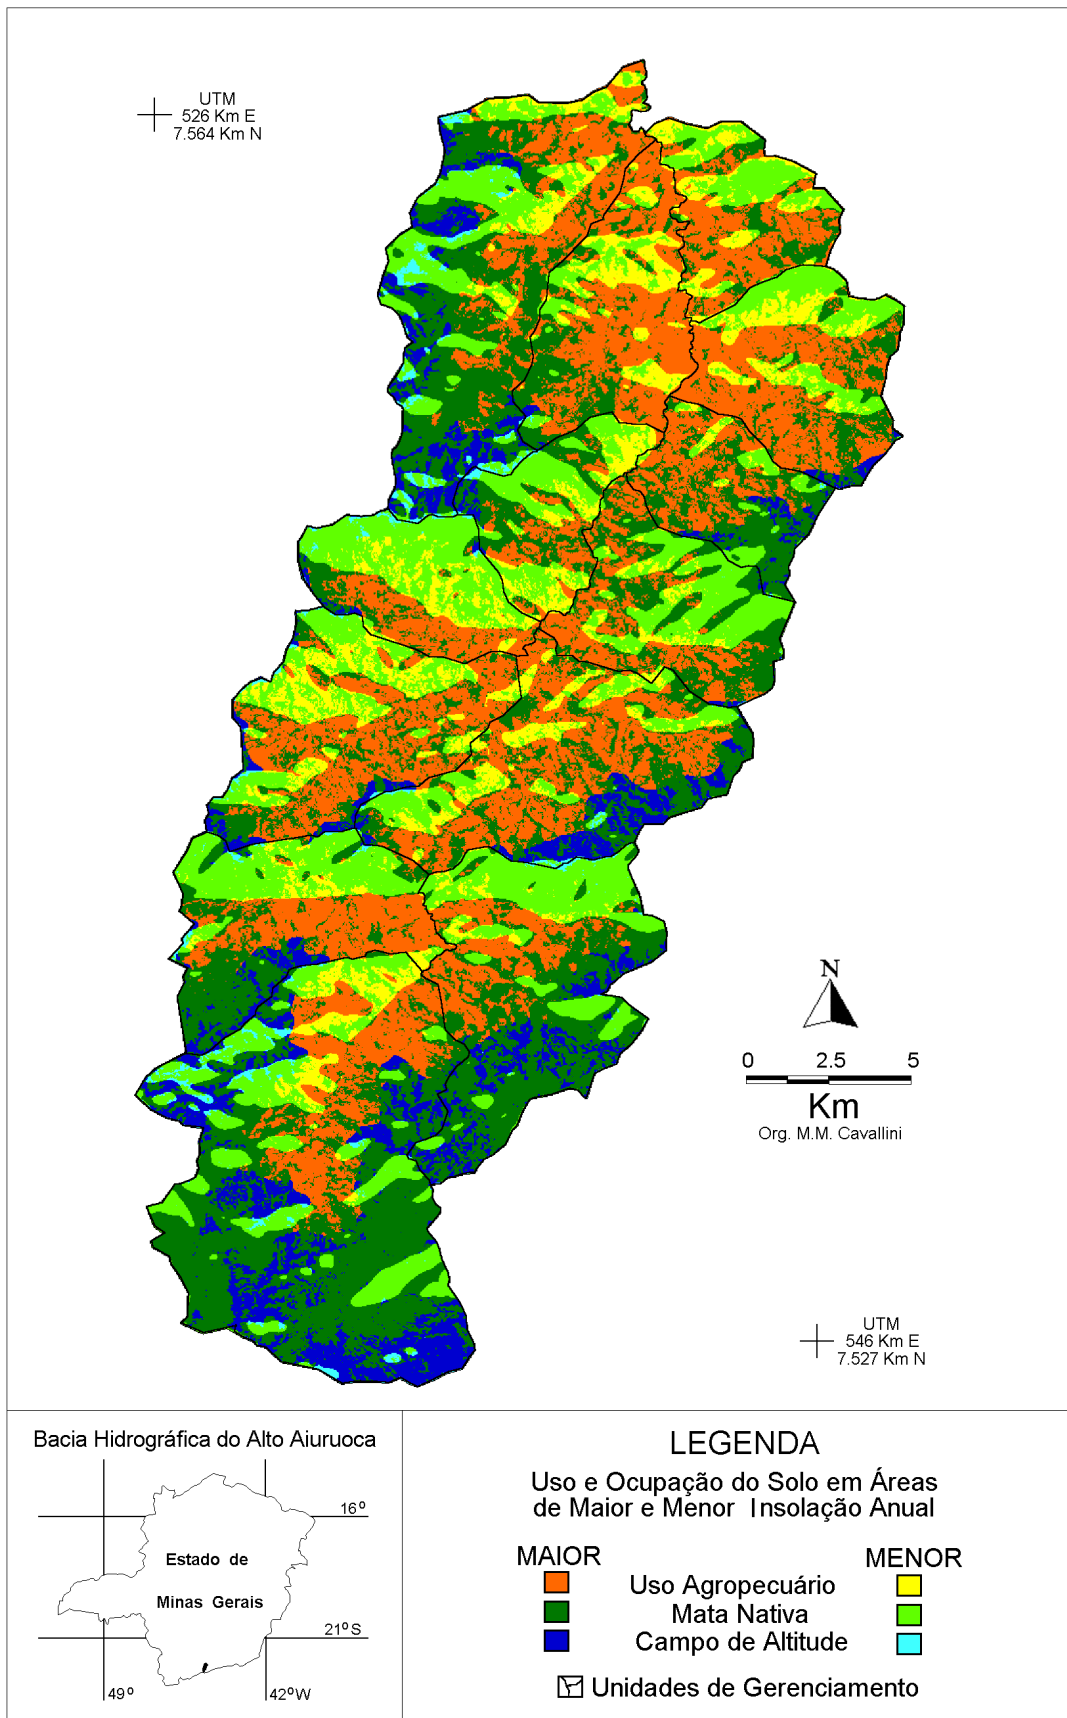 UTM
526 Km E
7.564 Km N
N
0 2.5 5
Km
Org. M.M. Cavallini
UTM
546 Km E
7.527 Km N
Bacia Hidrográfica do Alto Aiuruoca
16º
Estado de
Minas Gerais
21ºS
49º
42ºW
LEGENDA
Uso e Ocupação do Solo em Áreas
de Maior e Menor Insolação Anual
MAIOR MENOR
Uso Agropecuário
Mata Nativa
Campo de Altitude
Unidades de Gerenciamento